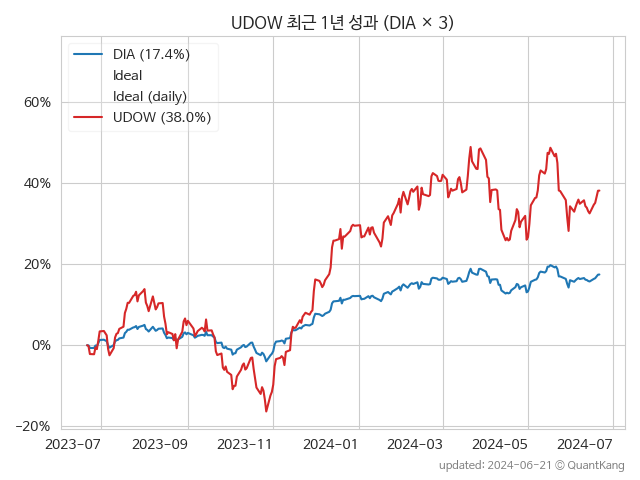 UDOW 최근 1년 성과 (DIA × 3)
DIA (17.4%)
Ideal
Ideal (daily)
UDOW (38.0%)
60%
40%
20%
0%
−20%
2023-07 2023-09 2023-11 2024-01 2024-03 2024-05 2024-07
updated: 2024-06-21 © QuantKang